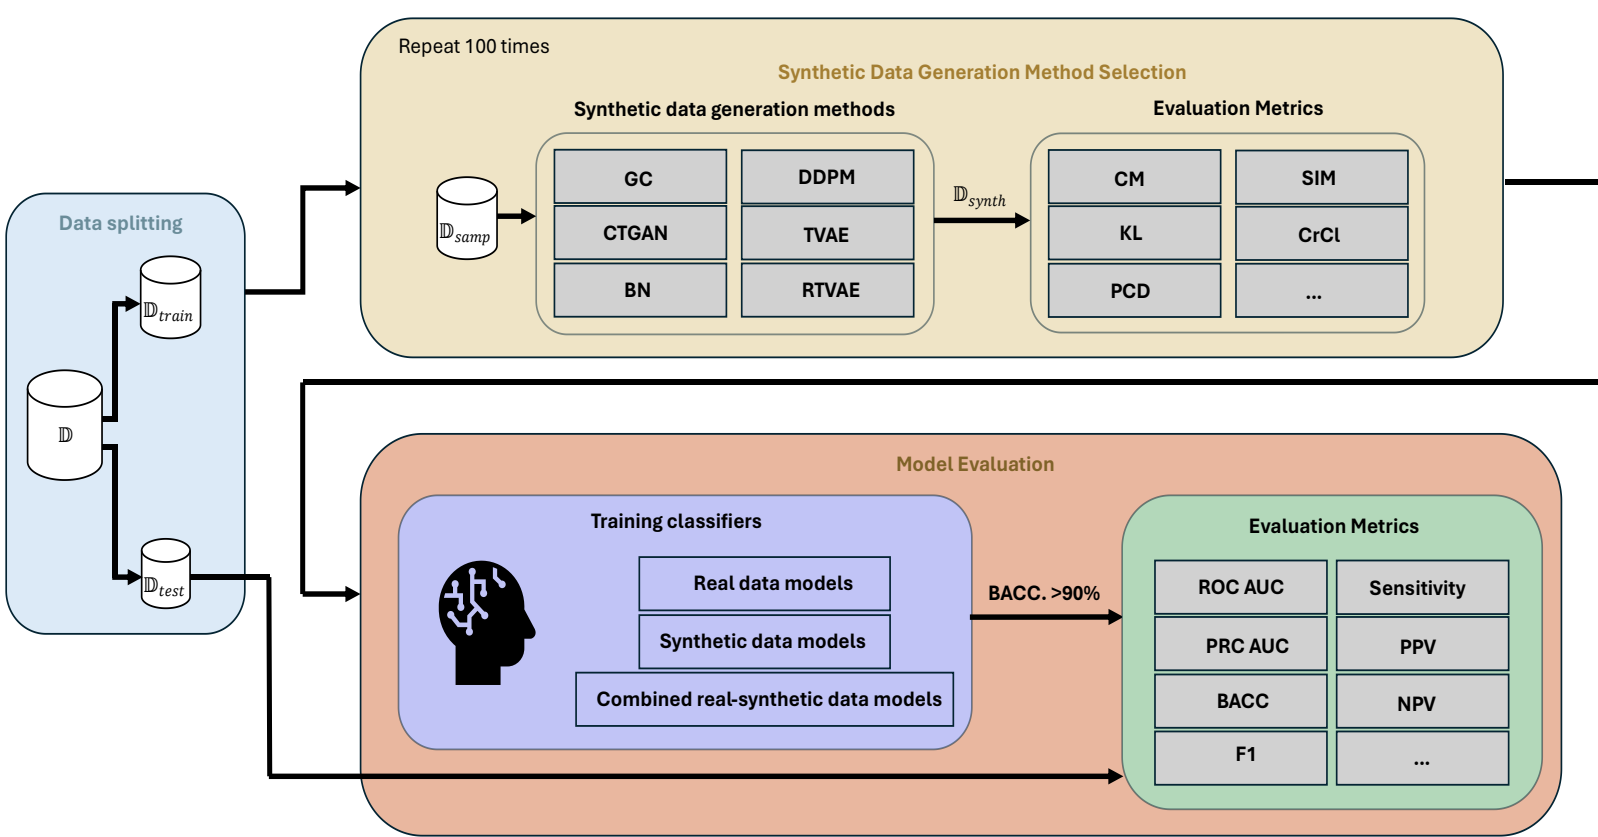 Repeat 100 times
Synthetic Data Generation Method Selection
Synthetic data generation methods
Evaluation Metrics
GC
DDPM
CTGAN
TVAE
BN
RTVAE
𝔻samp
𝔻synth
CM
SIM
KL
CrCl
PCD
...
Data splitting
𝔻train
𝔻
𝔻test
Model Evaluation
Training classifiers
Real data models
Synthetic data models
Combined real-synthetic data models
BACC. >90%
Evaluation Metrics
ROC AUC
Sensitivity
PRC AUC
PPV
BACC
NPV
F1
...